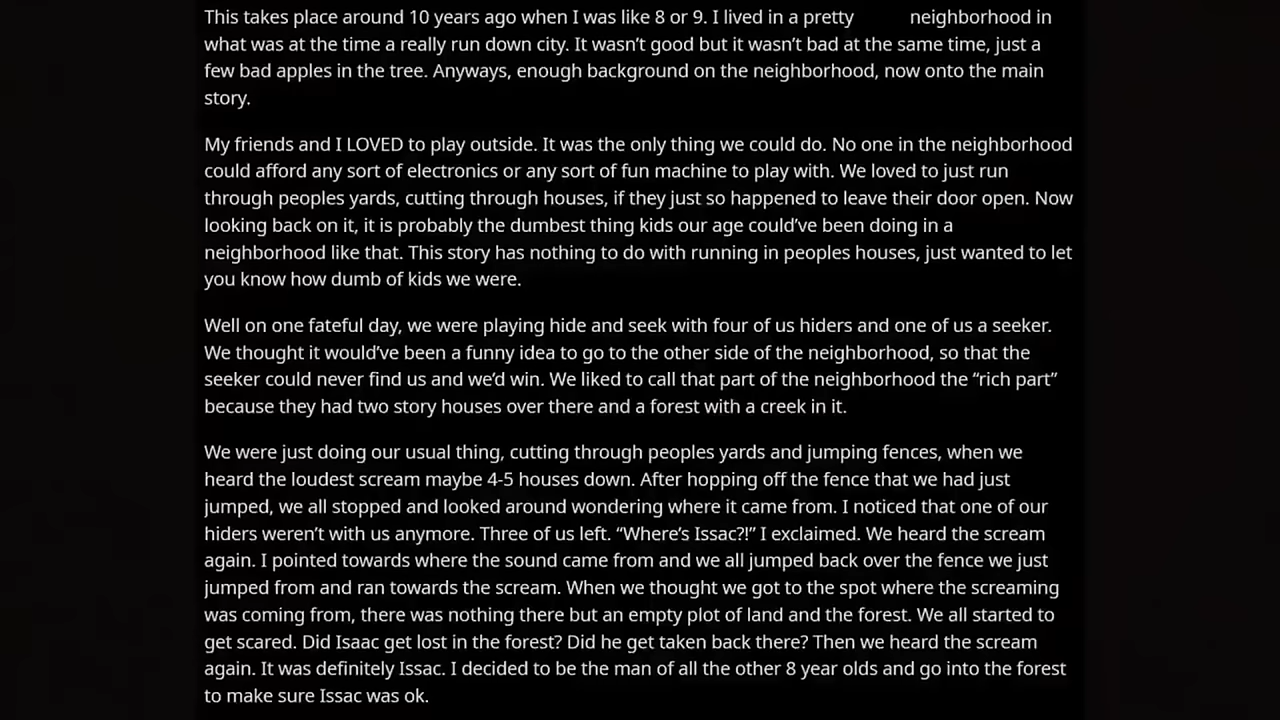 This takes place around 10 years ago when I was like 8 or 9. I lived in a pretty neighborhood in
what was at the time a really run down city. It wasn’t good but it wasn’t bad at the same time, just a
few bad apples in the tree. Anyways, enough background on the neighborhood, now onto the main
story.
My friends and I LOVED to play outside. It was the only thing we could do. No one in the neighborhood
could afford any sort of electronics or any sort of fun machine to play with. We loved to just run
through peoples yards, cutting through houses, if they just so happened to leave their door open. Now
looking back on it, it is probably the dumbest thing kids our age could’ve been doing in a
neighborhood like that. This story has nothing to do with running in peoples houses, just wanted to let
you know how dumb of kids we were.
Well on one fateful day, we were playing hide and seek with four of us hiders and one of us a seeker.
We thought it would’ve been a funny idea to go to the other side of the neighborhood, so that the
seeker could never find us and we’d win. We liked to call that part of the neighborhood the “rich part”
because they had two story houses over there and a forest with a creek in it.
We were just doing our usual thing, cutting through peoples yards and jumping fences, when we
heard the loudest scream maybe 4-5 houses down. After hopping off the fence that we had just
jumped, we all stopped and looked around wondering where it came from. I noticed that one of our
hiders weren’t with us anymore. Three of us left. “Where’s Issac?!” I exclaimed. We heard the scream
again. I pointed towards where the sound came from and we all jumped back over the fence we just
jumped from and ran towards the scream. When we thought we got to the spot where the screaming
was coming from, there was nothing there but an empty plot of land and the forest. We all started to
get scared. Did Isaac get lost in the forest? Did he get taken back there? Then we heard the scream
again. It was definitely Issac. I decided to be the man of all the other 8 year olds and go into the forest
to make sure Issac was ok.